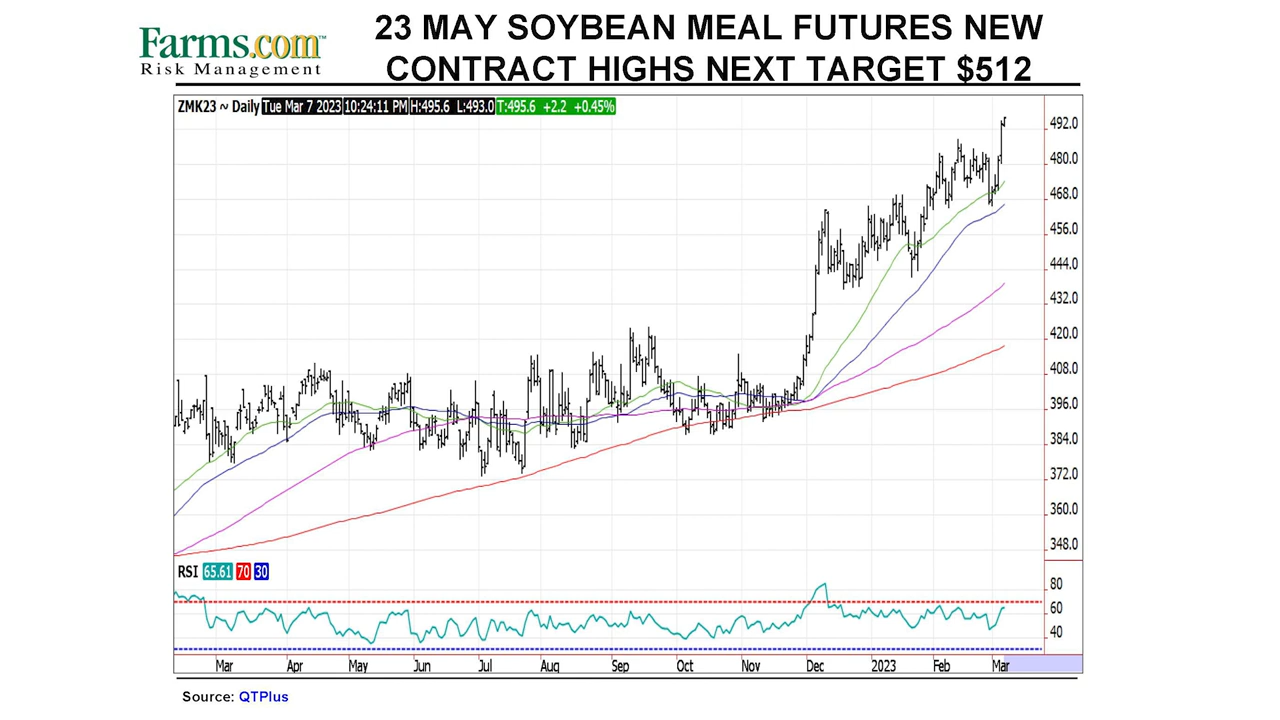 Farms.com™
Risk Management
23 MAY SOYBEAN MEAL FUTURES NEW
CONTRACT HIGHS NEXT TARGET $512
ZMK23 ~ Daily Tue Mar 7 2023 10:24:11 PM H:495.6 L:493.0 T:495.6 +2.2 +0.45%
492.0
480.0
468.0
456.0
444.0
432.0
420.0
408.0
396.0
384.0
372.0
360.0
348.0
RSI 65.61 70 30
80
60
40
Mar Apr May Jun Jul Aug Sep Oct Nov Dec 2023 Feb Mar
Source: QTPlus